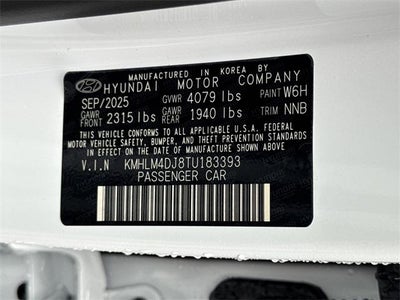 MANUFACTURED IN KOREA BY
HYUNDAI MOTOR COMPANY
SEP/2025 GVWR 4079 lbs PAINT W6H
GAWR FRONT 2315 lbs GAWR REAR 1940 lbs TRIM NNB
THIS VEHICLE CONFORMS TO ALL APPLICABLE U.S. FEDERAL
MOTOR VEHICLE SAFETY, BUMPER, AND THEFT PREVENTION STANDARDS
IN EFFECT ON THE DATE OF MANUFACTURE SHOWN ABOVE.
V.I.N KMHLM4DJ8TU183393
PASSENGER CAR